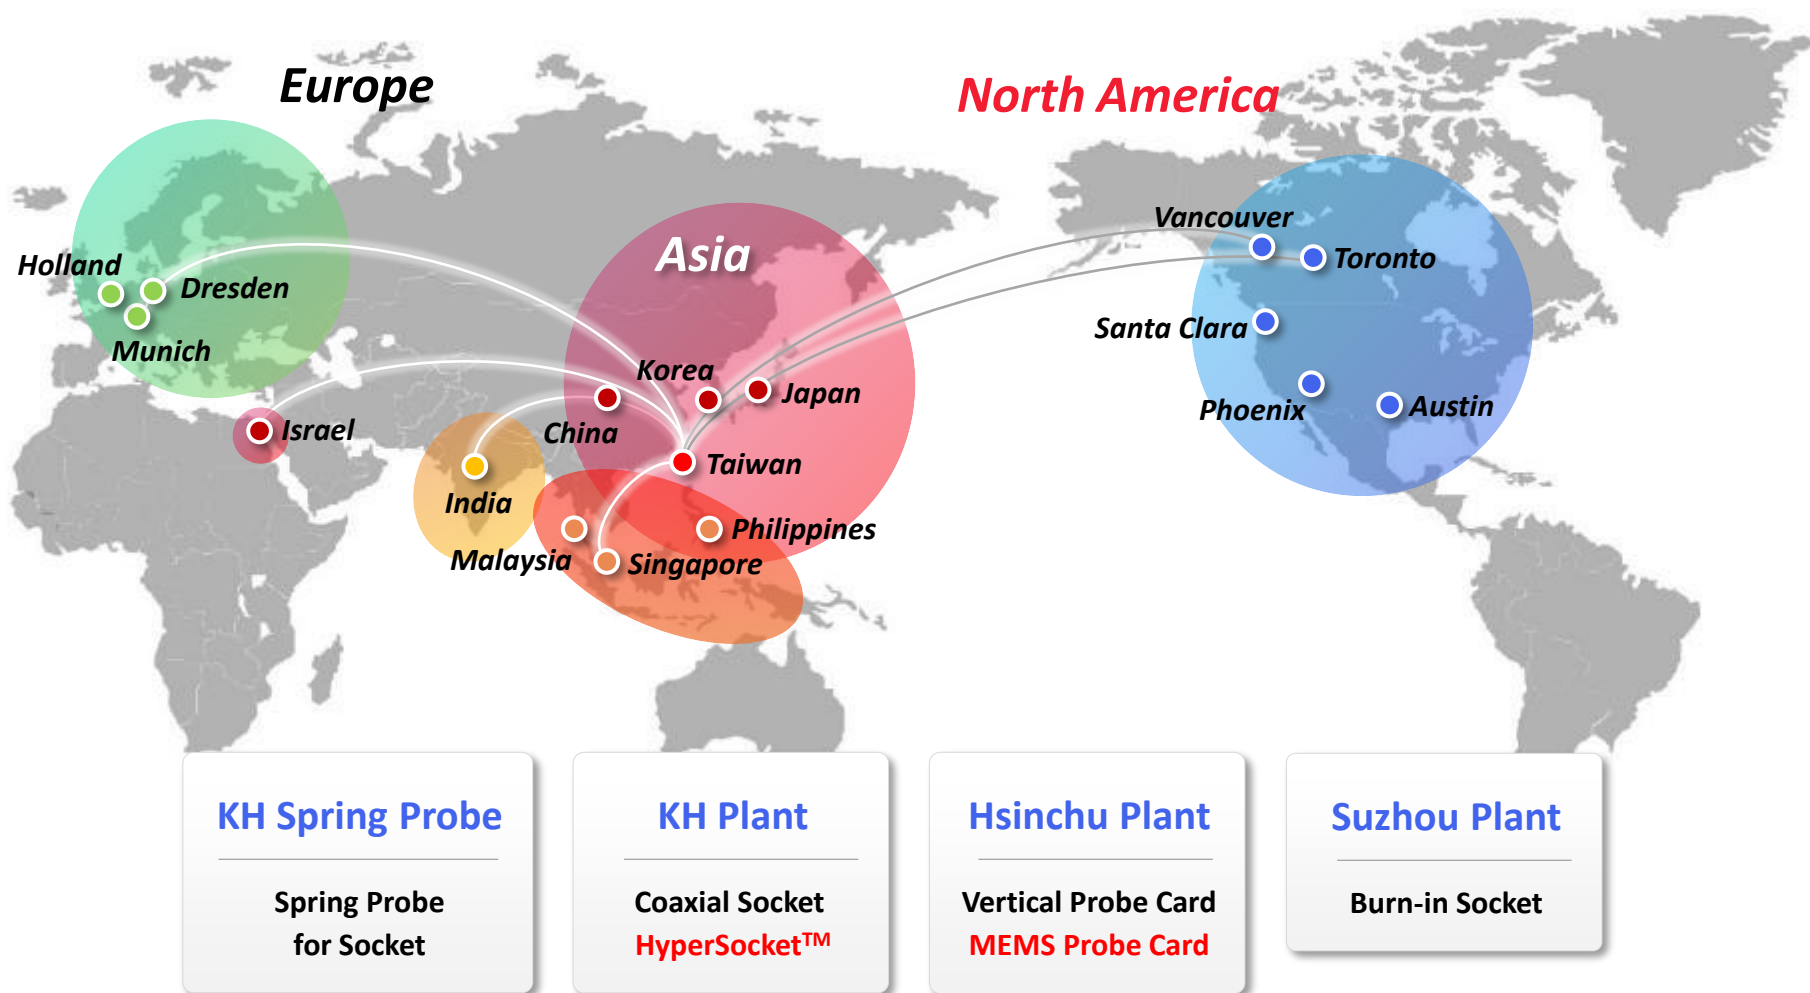 Europe
North America
Asia
Holland
Dresden
Munich
Israel
India
China
Korea
Japan
Taiwan
Malaysia
Singapore
Philippines
Vancouver
Toronto
Santa Clara
Phoenix
Austin
KH Spring Probe
Spring Probe
for Socket
KH Plant
Coaxial Socket
HyperSocket™
Hsinchu Plant
Vertical Probe Card
MEMS Probe Card
Suzhou Plant
Burn-in Socket